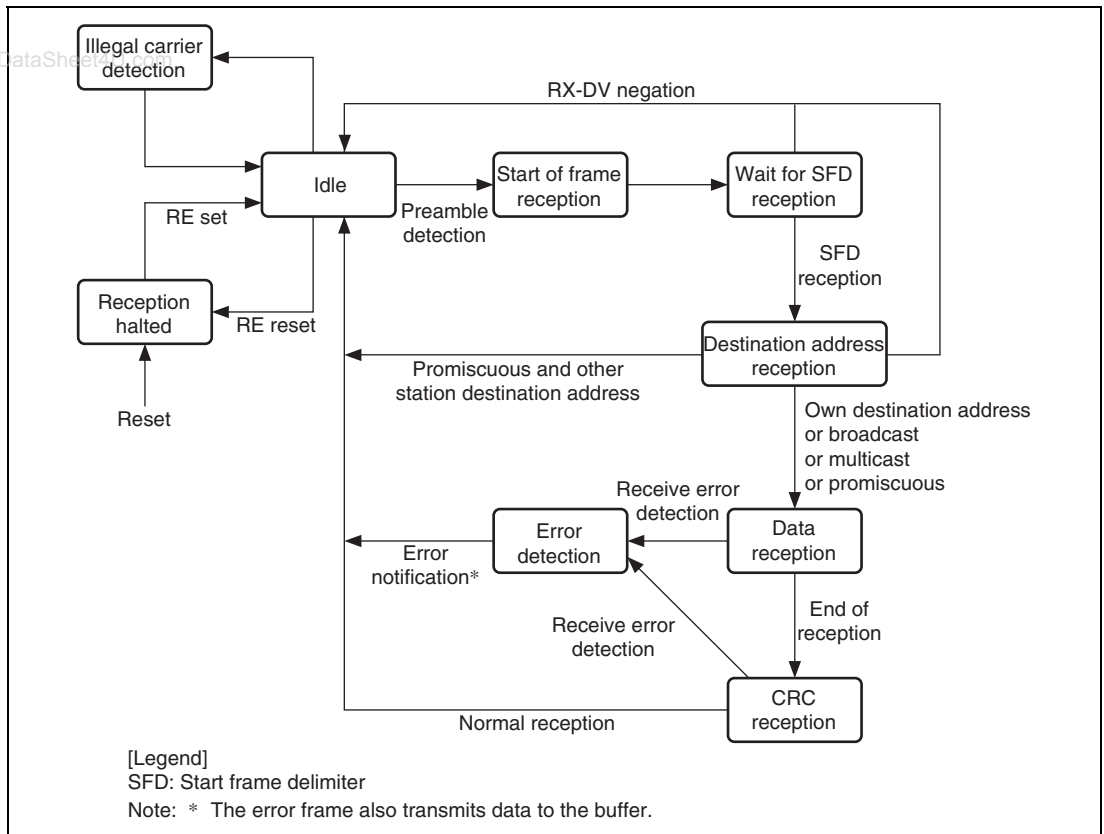 Illegal carrier
detection
DataSheet4U.com
RX-DV negation
Idle
Start of frame
reception
Wait for SFD
reception
Preamble
detection
RE set
SFD
reception
Reception
halted
RE reset
Destination address
reception
Promiscuous and other
station destination address
Reset
Own destination address
or broadcast
or multicast
or promiscuous
Receive error
detection
Error
detection
Data
reception
Error
notification*
End of
reception
Receive error
detection
CRC
reception
Normal reception
[Legend]
SFD: Start frame delimiter
Note: * The error frame also transmits data to the buffer.